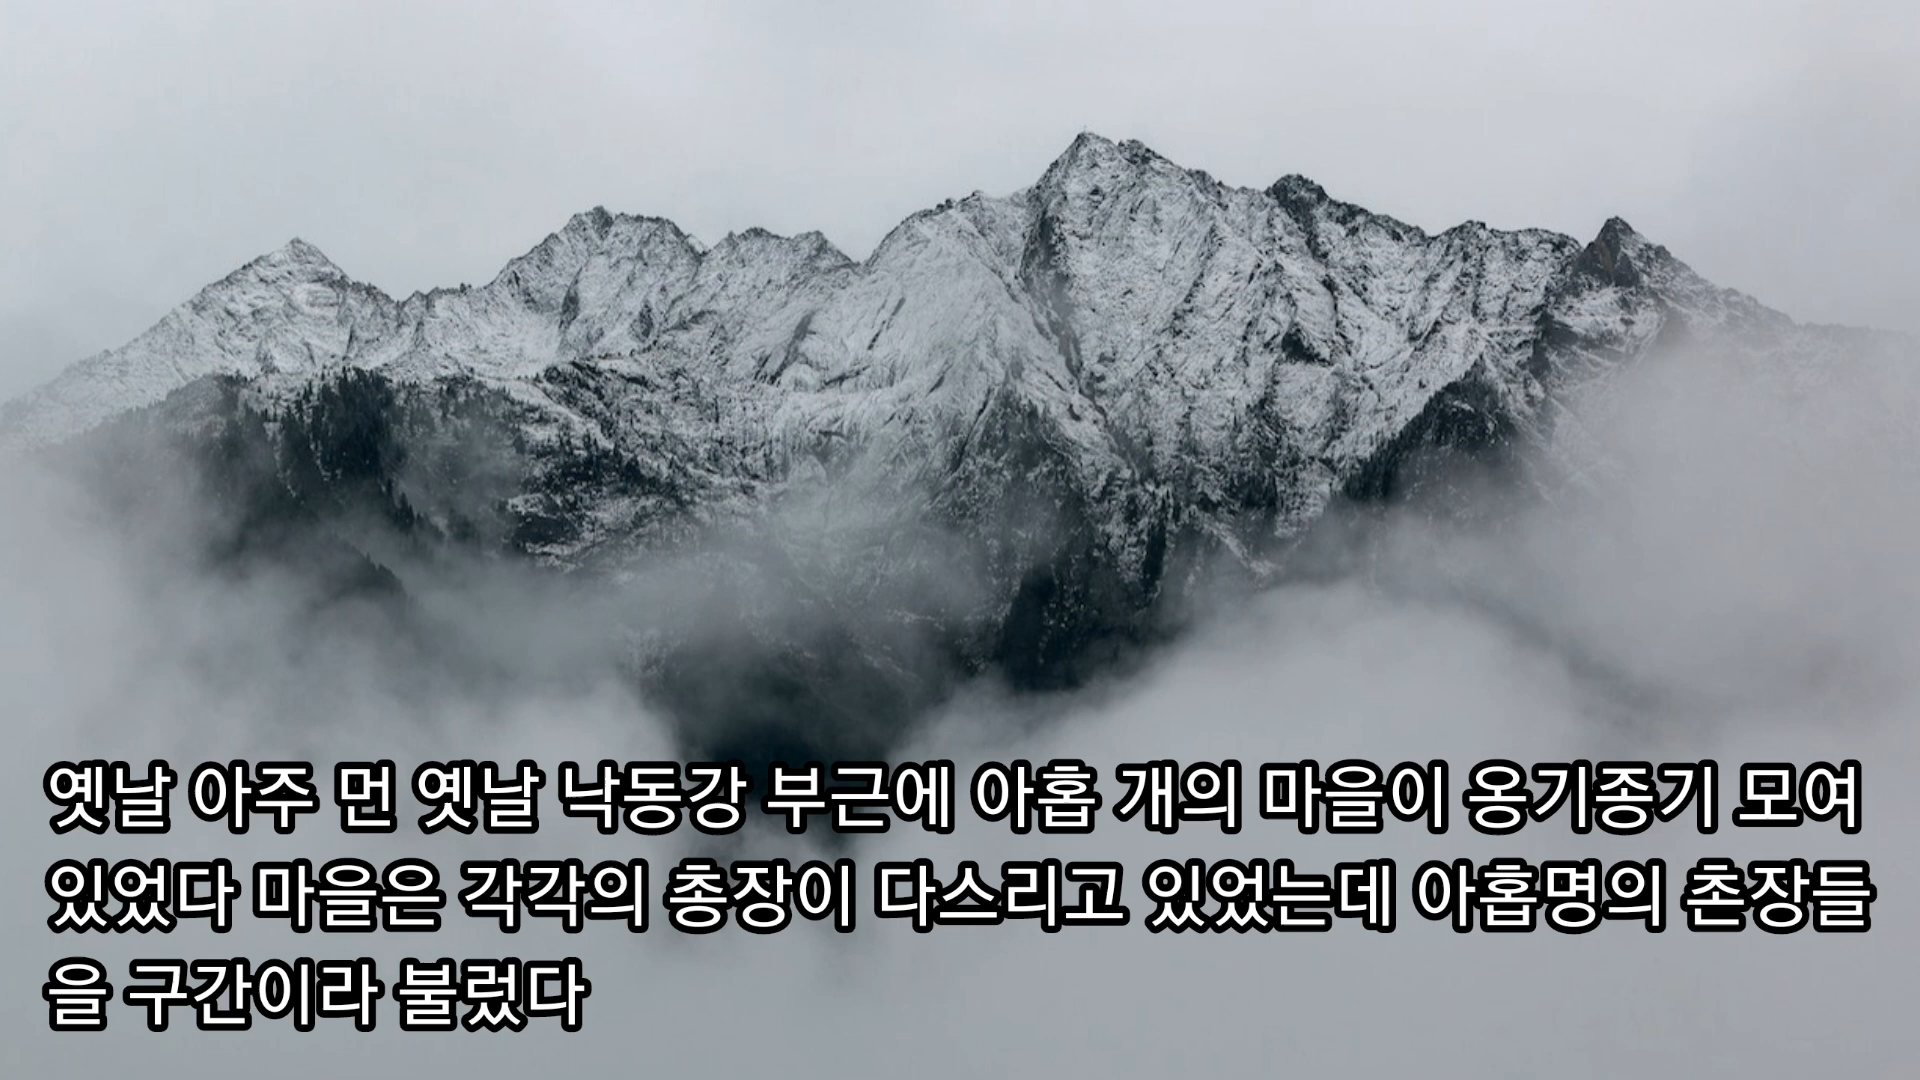 옛날 아주 먼 옛날 낙동강 부근에 아홉 개의 마을이 옹기종기 모여
있었다 마을은 각각의 총장이 다스리고 있었는데 아홉명의 촌장들
을 구간이라 불렀다